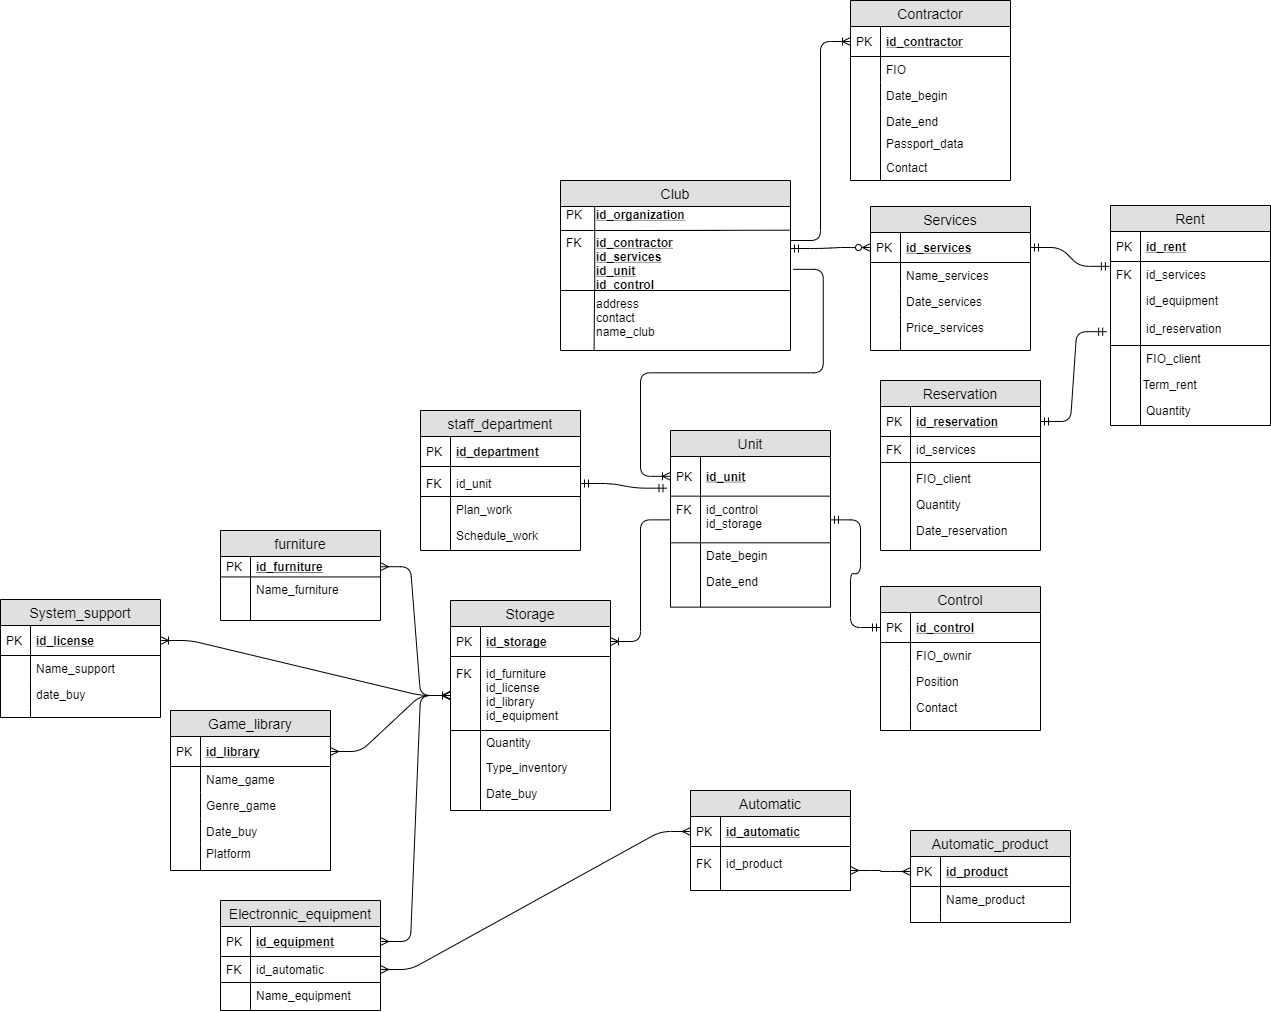 Contractor
PK id_contractor
FIO
Date_begin
Date_end
Passport_data
Contact
Club
PK id_organization
FK id_contractor
id_services
id_unit
id_control
address
contact
name_club
Services
PK id_services
Name_services
Date_services
Price_services
Rent
PK id_rent
FK id_services
id_equipment
id_reservation
FIO_client
Term_rent
Quantity
Reservation
PK id_reservation
FK id_services
FIO_client
Quantity
Date_reservation
staff_department
PK id_department
FK id_unit
Plan_work
Schedule_work
Unit
PK id_unit
FK id_control
id_storage
Date_begin
Date_end
furniture
PK id_furniture
Name_furniture
System_support
PK id_license
Name_support
date_buy
Storage
PK id_storage
FK id_furniture
id_license
id_library
id_equipment
Quantity
Type_inventory
Date_buy
Control
PK id_control
FIO_ownir
Position
Contact
Game_library
PK id_library
Name_game
Genre_game
Date_buy
Platform
Automatic
PK id_automatic
FK id_product
Automatic_product
PK id_product
Name_product
Electronnic_equipment
PK id_equipment
FK id_automatic
Name_equipment